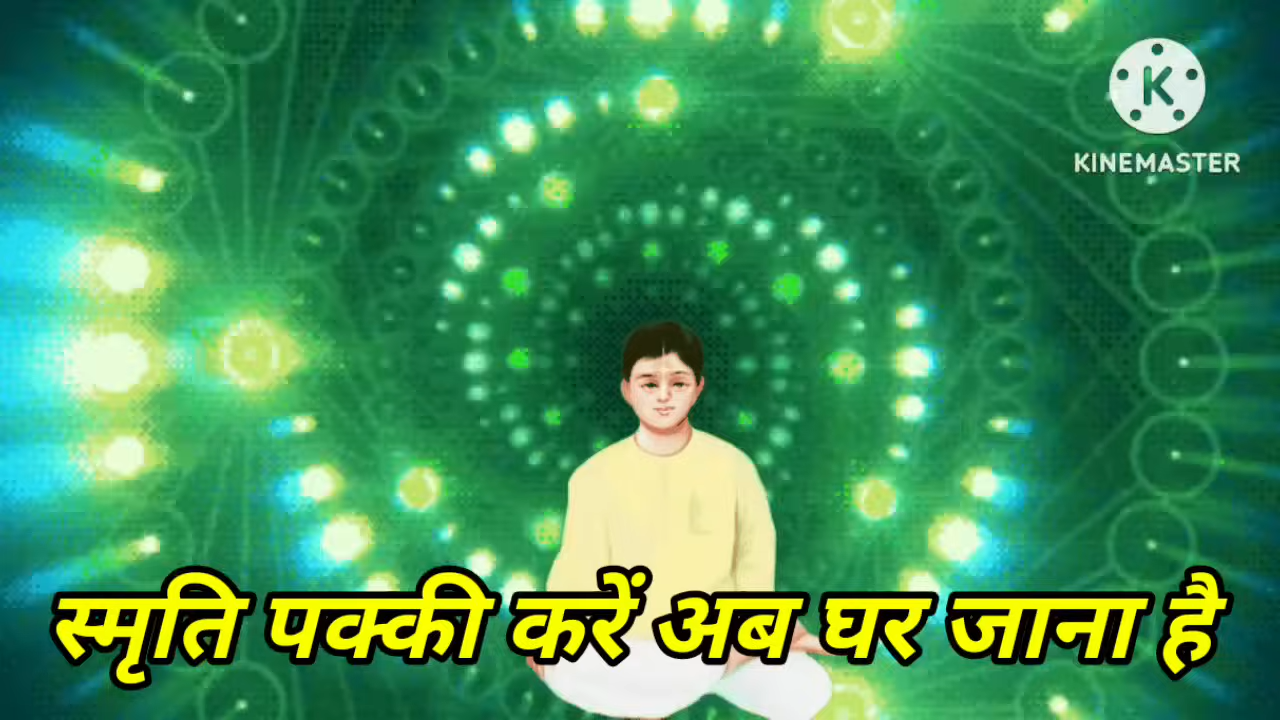 KINEMASTER
स्मृति पक्की करें अब घर जाना है